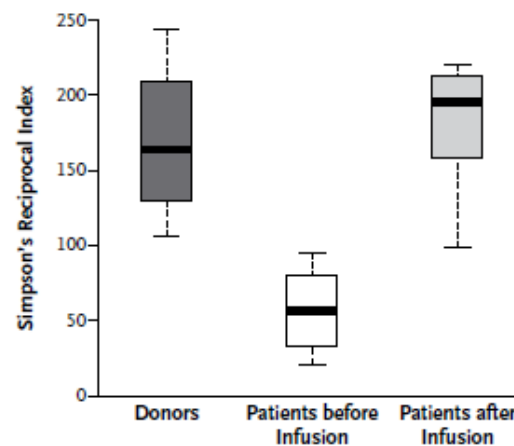 Simpson's Reciprocal Index
250
200
150
100
50
0
Donors
Patients before
Infusion
Patients after
Infusion